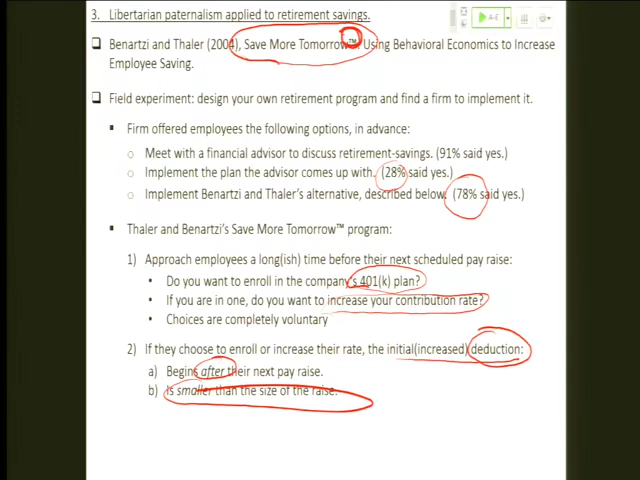 3. Libertarian paternalism applied to retirement savings.
❑ Benartzi and Thaler (2004), Save More Tomorrow™: Using Behavioral Economics to Increase
Employee Saving.
❑ Field experiment: design your own retirement program and find a firm to implement it.
▪ Firm offered employees the following options, in advance:
o Meet with a financial advisor to discuss retirement-savings. (91% said yes.)
o Implement the plan the advisor comes up with. (28% said yes.)
o Implement Benartzi and Thaler's alternative, described below. (78% said yes.)
▪ Thaler and Benartzi's Save More Tomorrow™ program:
1) Approach employees a long(ish) time before their next scheduled pay raise:
• Do you want to enroll in the company's 401(k) plan?
• If you are in one, do you want to increase your contribution rate?
• Choices are completely voluntary
2) If they choose to enroll or increase their rate, the initial(increased) deduction:
a) Begins after their next pay raise.
b) Is smaller than the size of the raise.